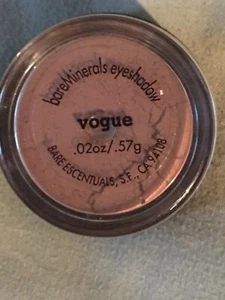 bareMinerals eyeshadow
vogue
.02oz/.57g
BARE ESCENTUALS, S.F., CA 94108